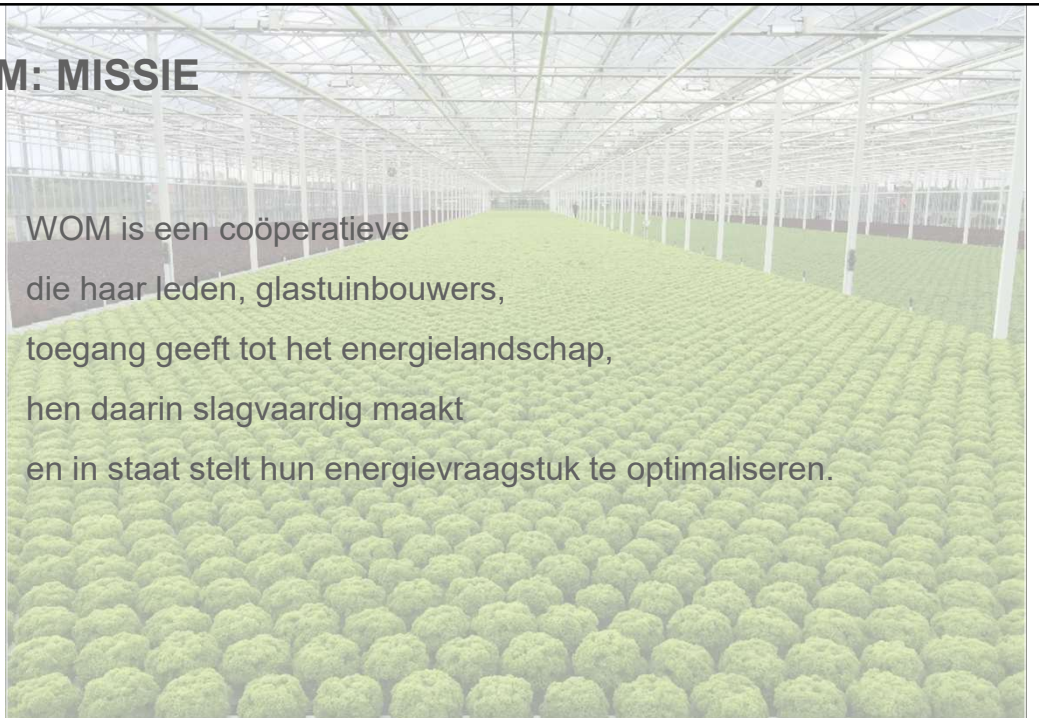 M: MISSIE
WOM is een coöperatieve
die haar leden, glastuinbouwers,
toegang geeft tot het energielandschap,
hen daarin slagvaardig maakt
en in staat stelt hun energievraagstuk te optimaliseren.